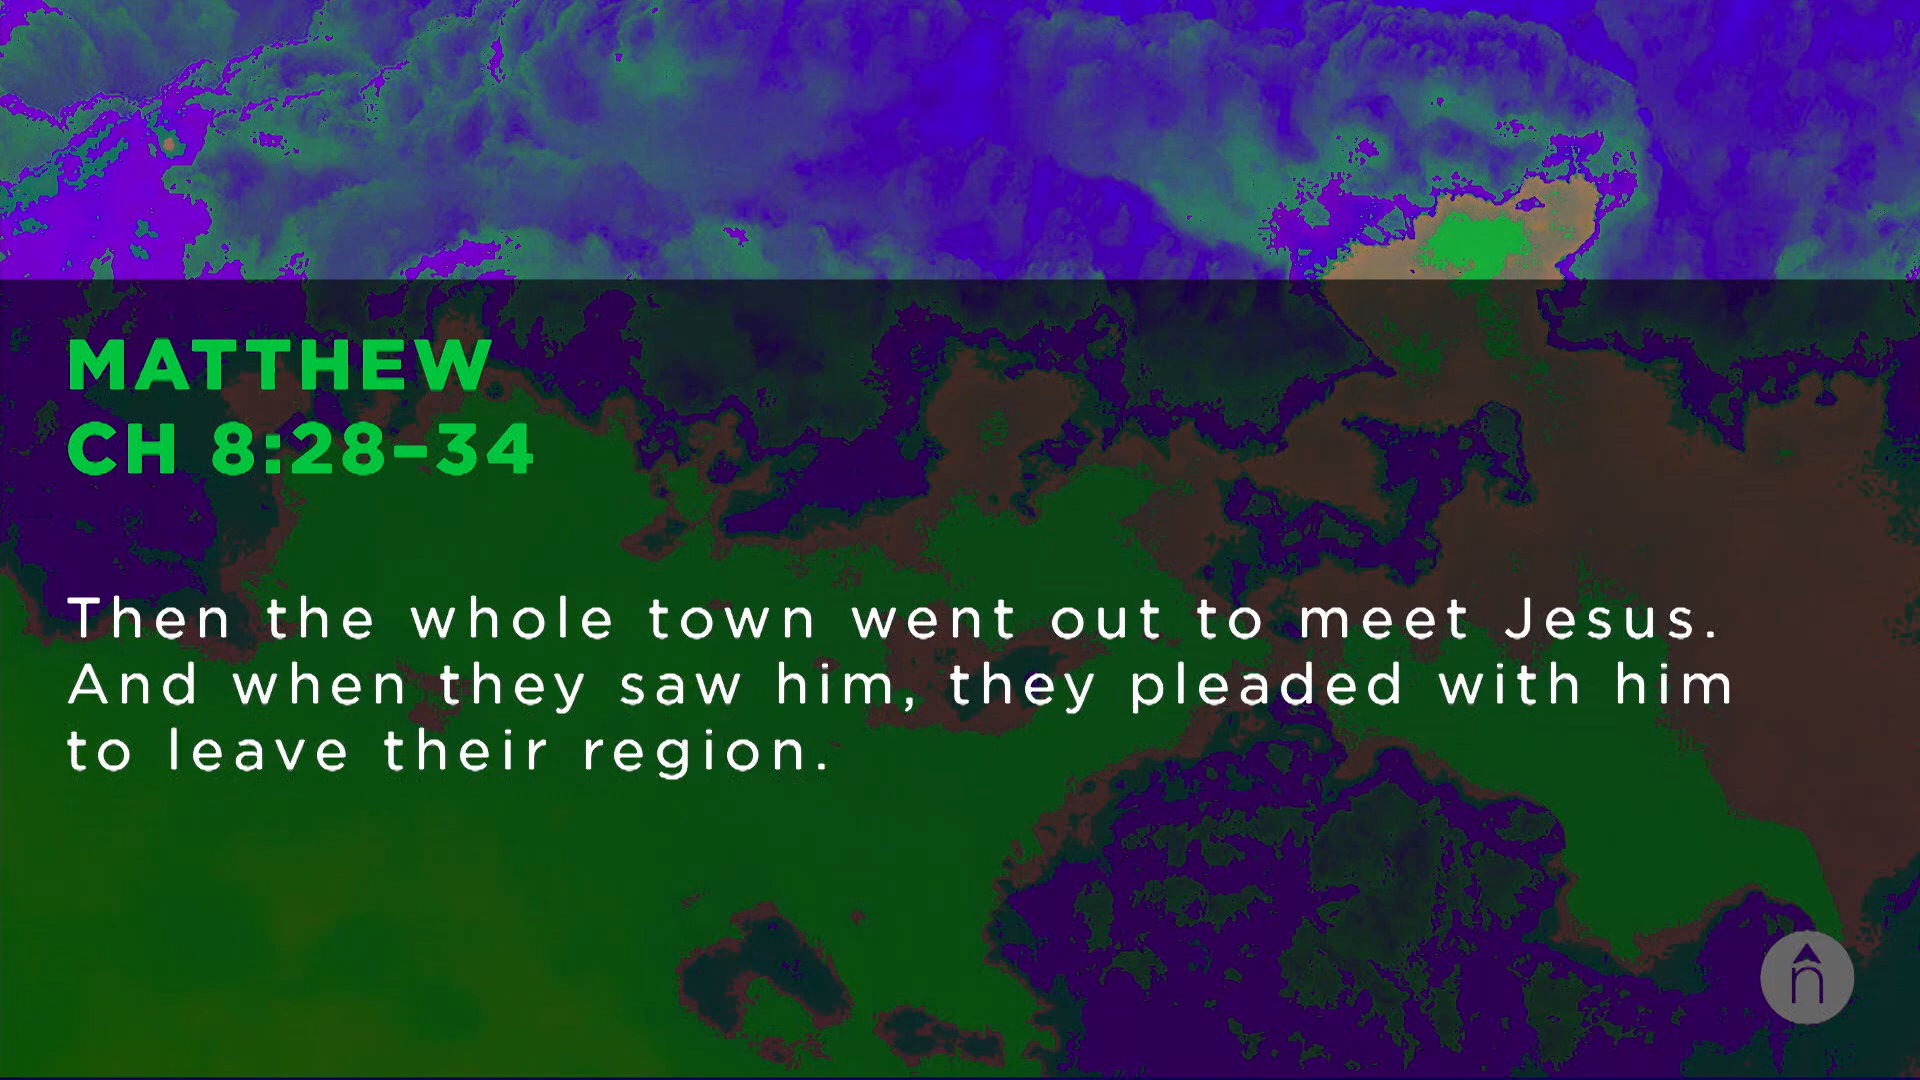 MATTHEW
CH 8:28-34
Then the whole town went out to meet Jesus.
And when they saw him, they pleaded with him
to leave their region.
n